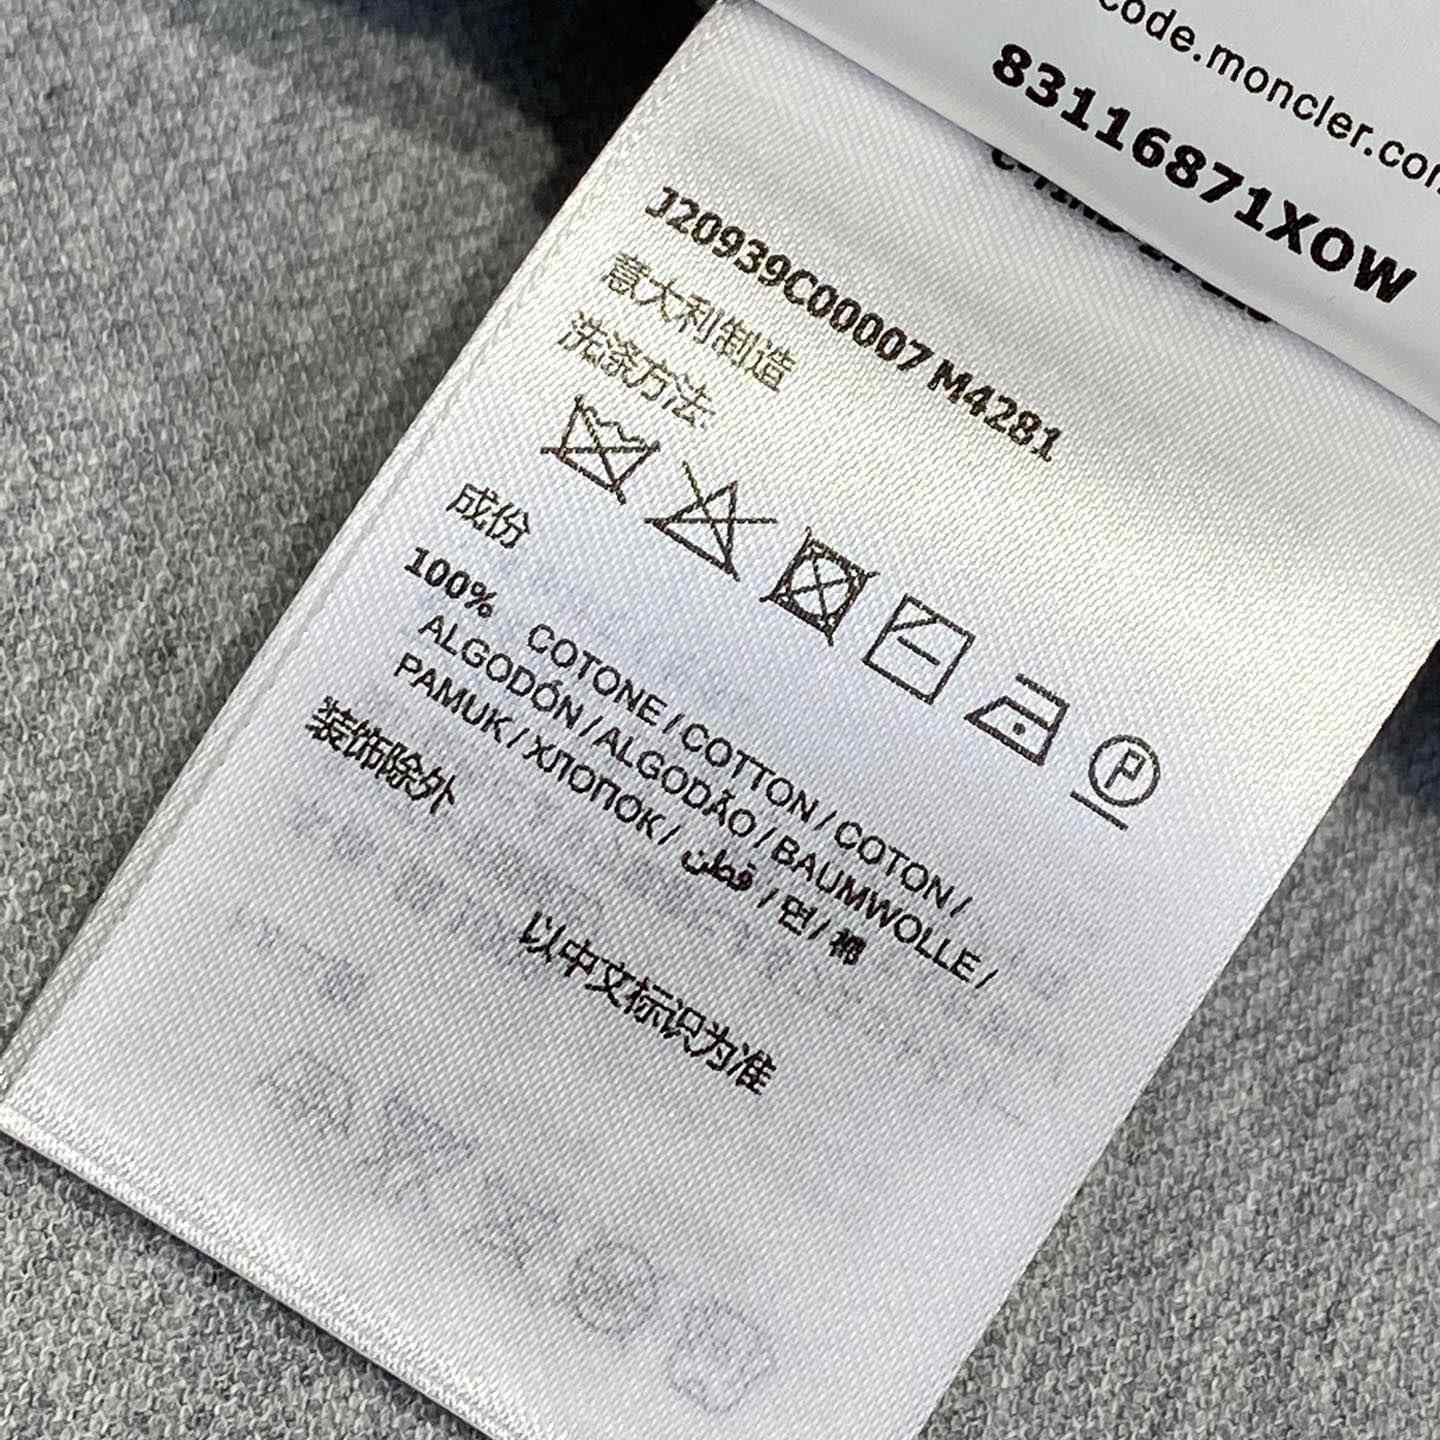 code.moncler.com
83116871XOW
J20939C00007 M4281
意大利制造
洗涤方法:
成份
100% COTONE / COTTON / COTON /
ALGODÓN / ALGODÃO / BAUMWOLLE /
PAMUK / ХЛОПОК / قطن / 면 / 棉
装饰除外
以中文标识为准